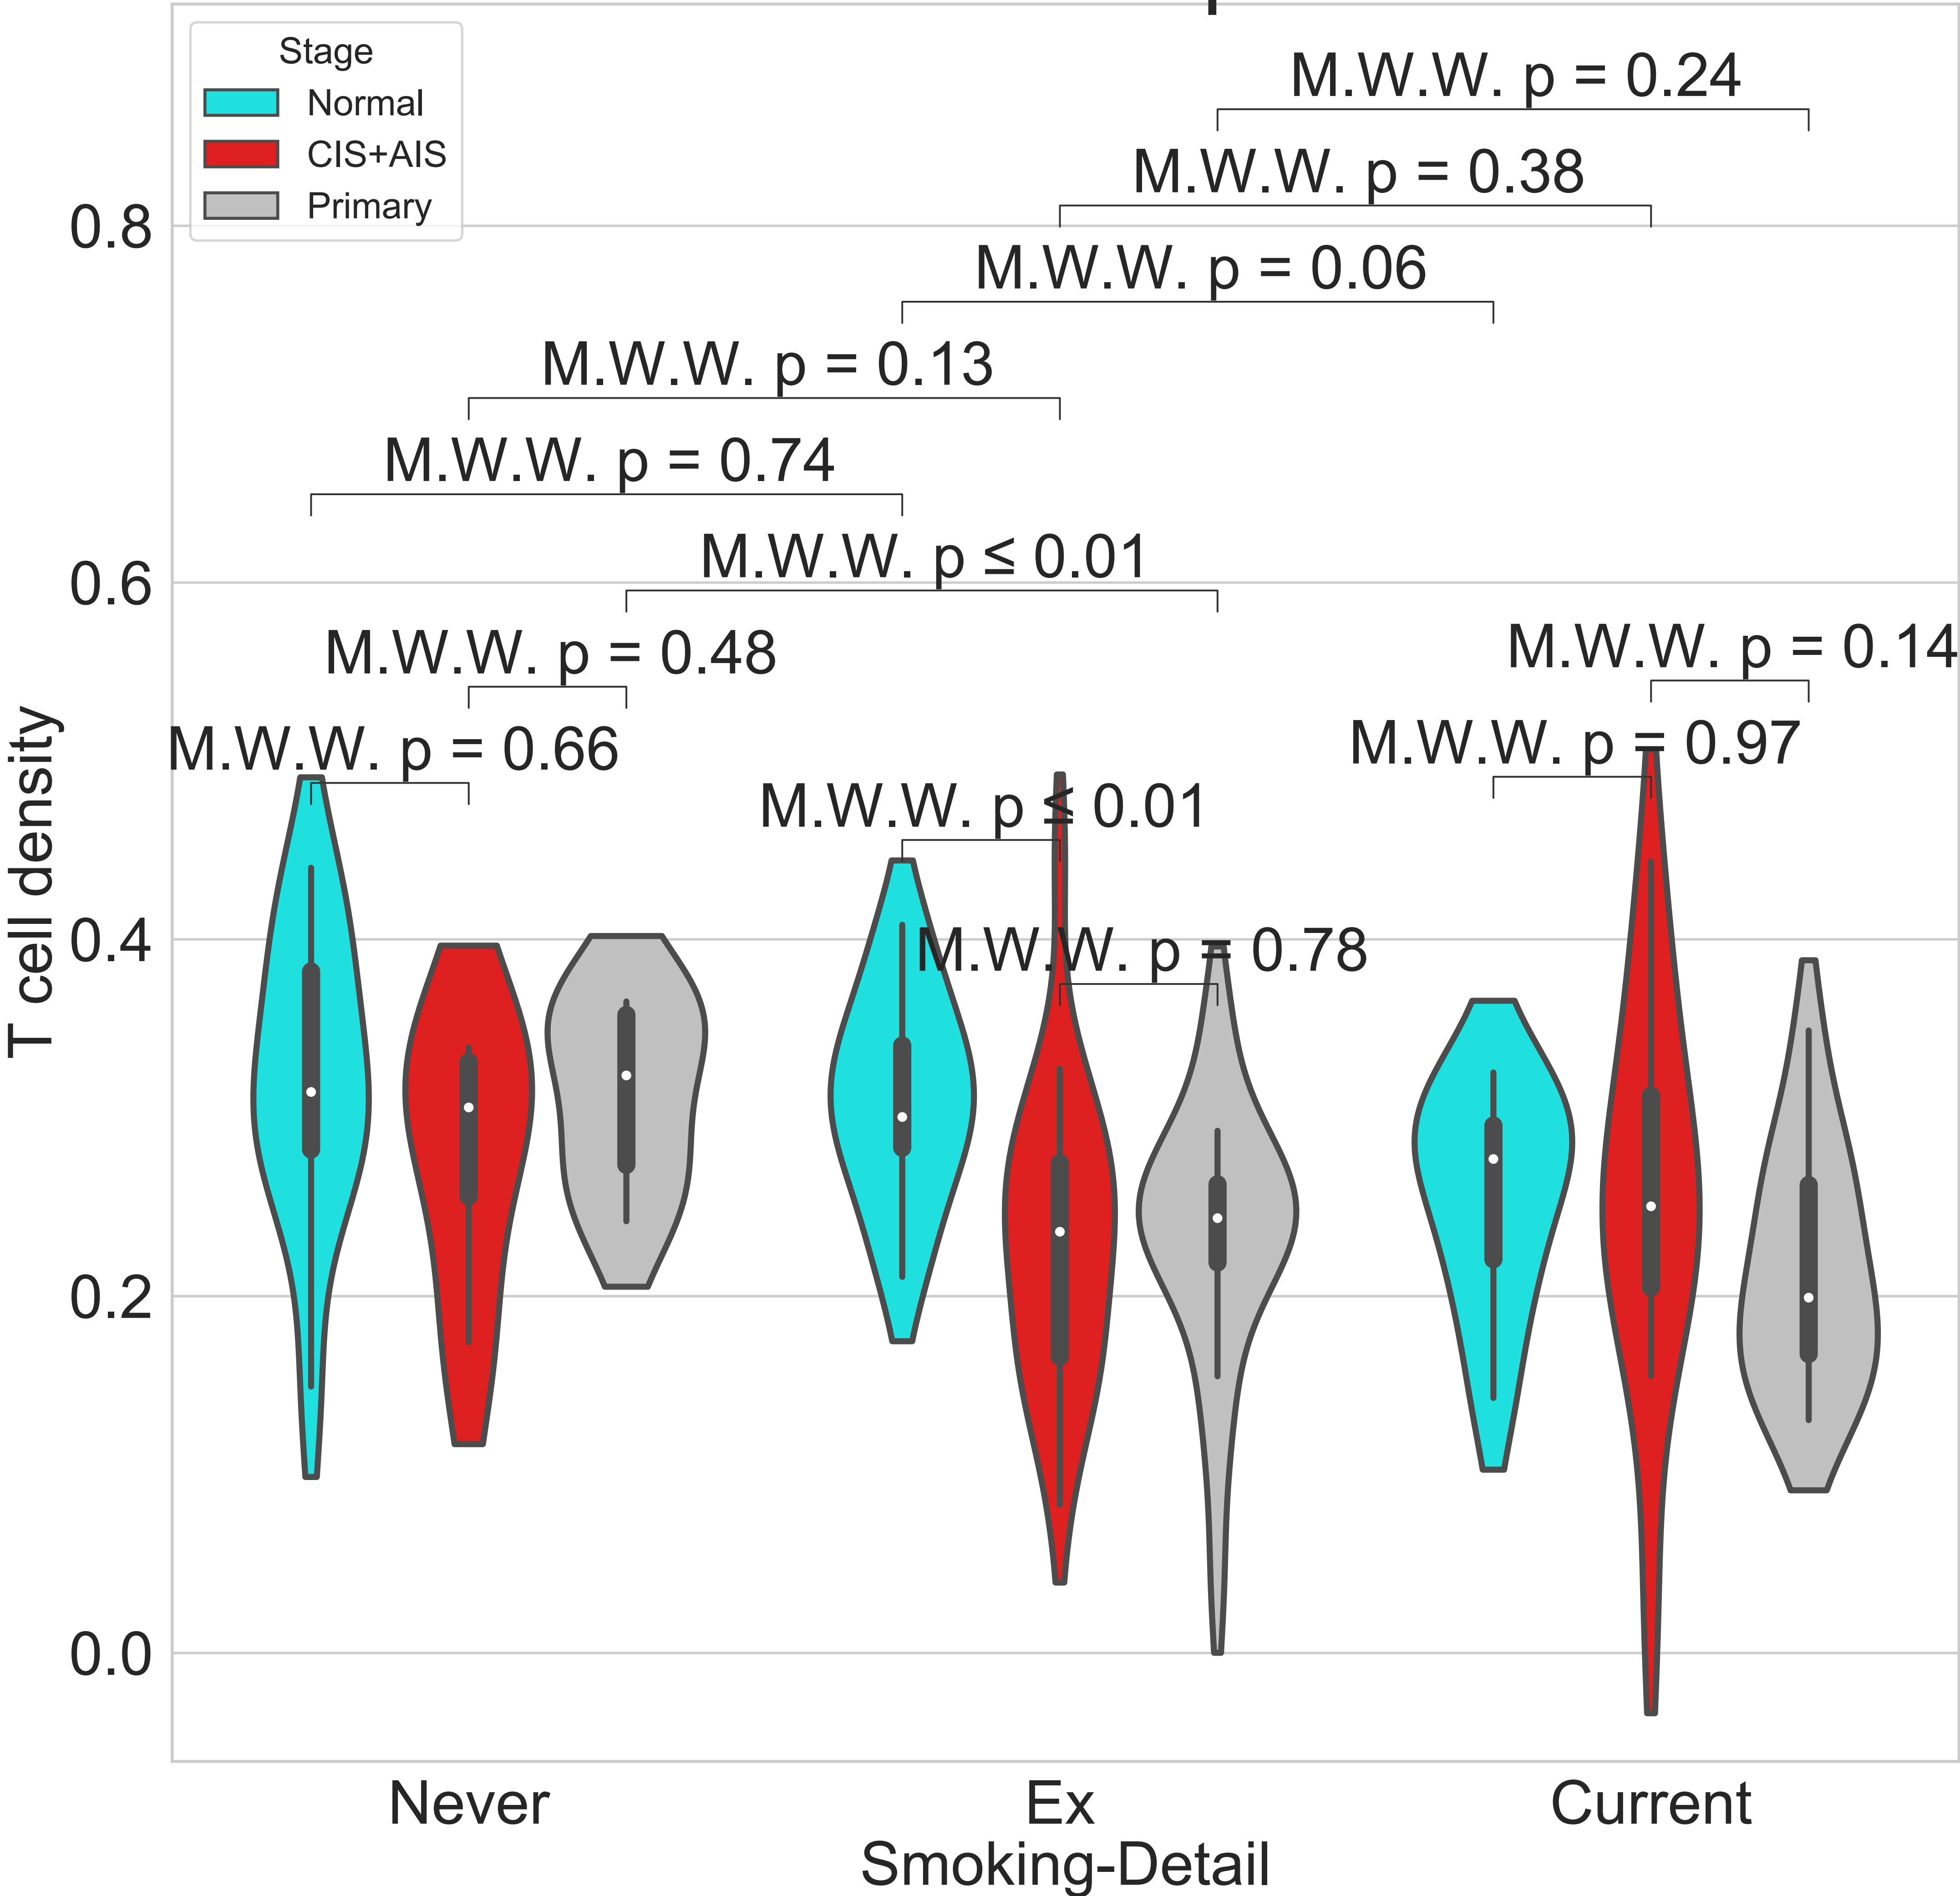 Stage
Normal
CIS+AIS
Primary
M.W.W. p = 0.24
M.W.W. p = 0.38
M.W.W. p = 0.06
M.W.W. p = 0.13
M.W.W. p = 0.74
M.W.W. p ≤ 0.01
M.W.W. p = 0.48
M.W.W. p = 0.14
M.W.W. p = 0.66
M.W.W. p = 0.97
M.W.W. p ≤ 0.01
M.W.W. p = 0.78
T cell density
0.8
0.6
0.4
0.2
0.0
Never
Ex
Current
Smoking-Detail